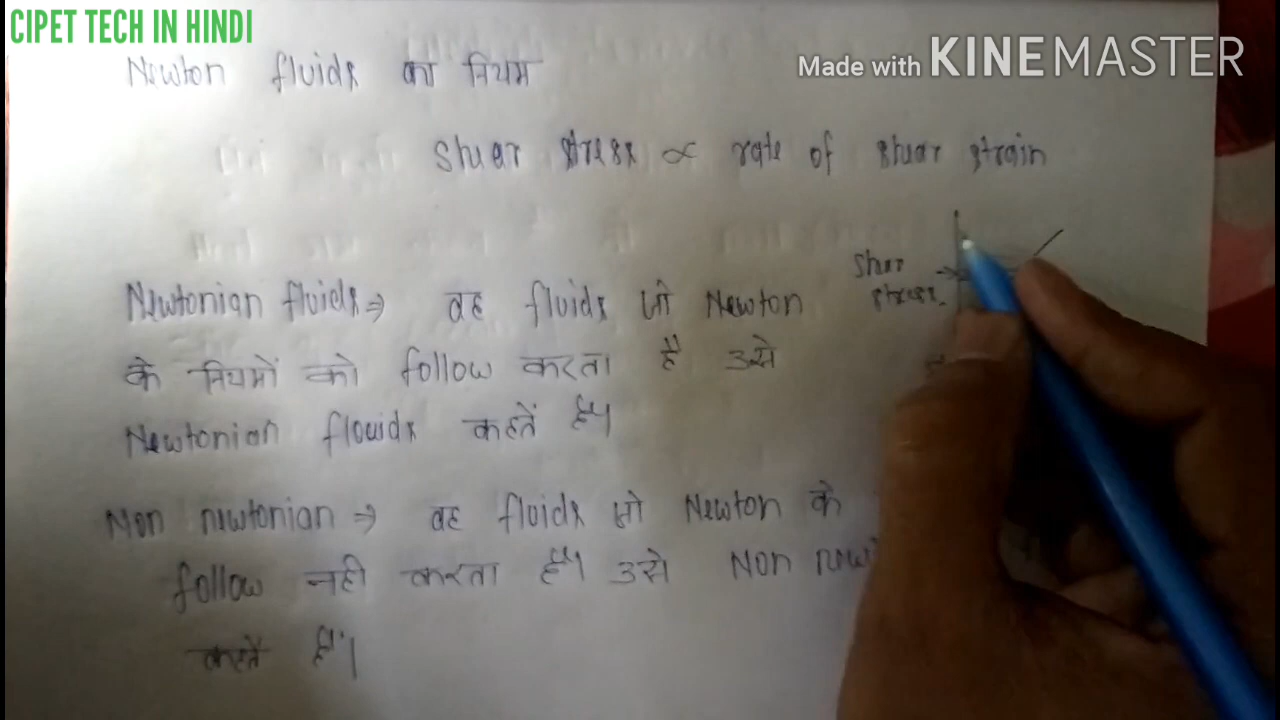 CIPET TECH IN HINDI
Made with KINEMASTER
Newton fluids का नियम
Shear stress ∝ rate of shear strain
Shear
stress
Newtonian fluids ⇒ वह fluids जो Newton
के नियमों को follow करता है उसे
Newtonian flouids कहतें हैं।
Non newtonian ⇒ वह fluids जो Newton के
follow नही करता हैं। उसे Non new
कहतें हैं।